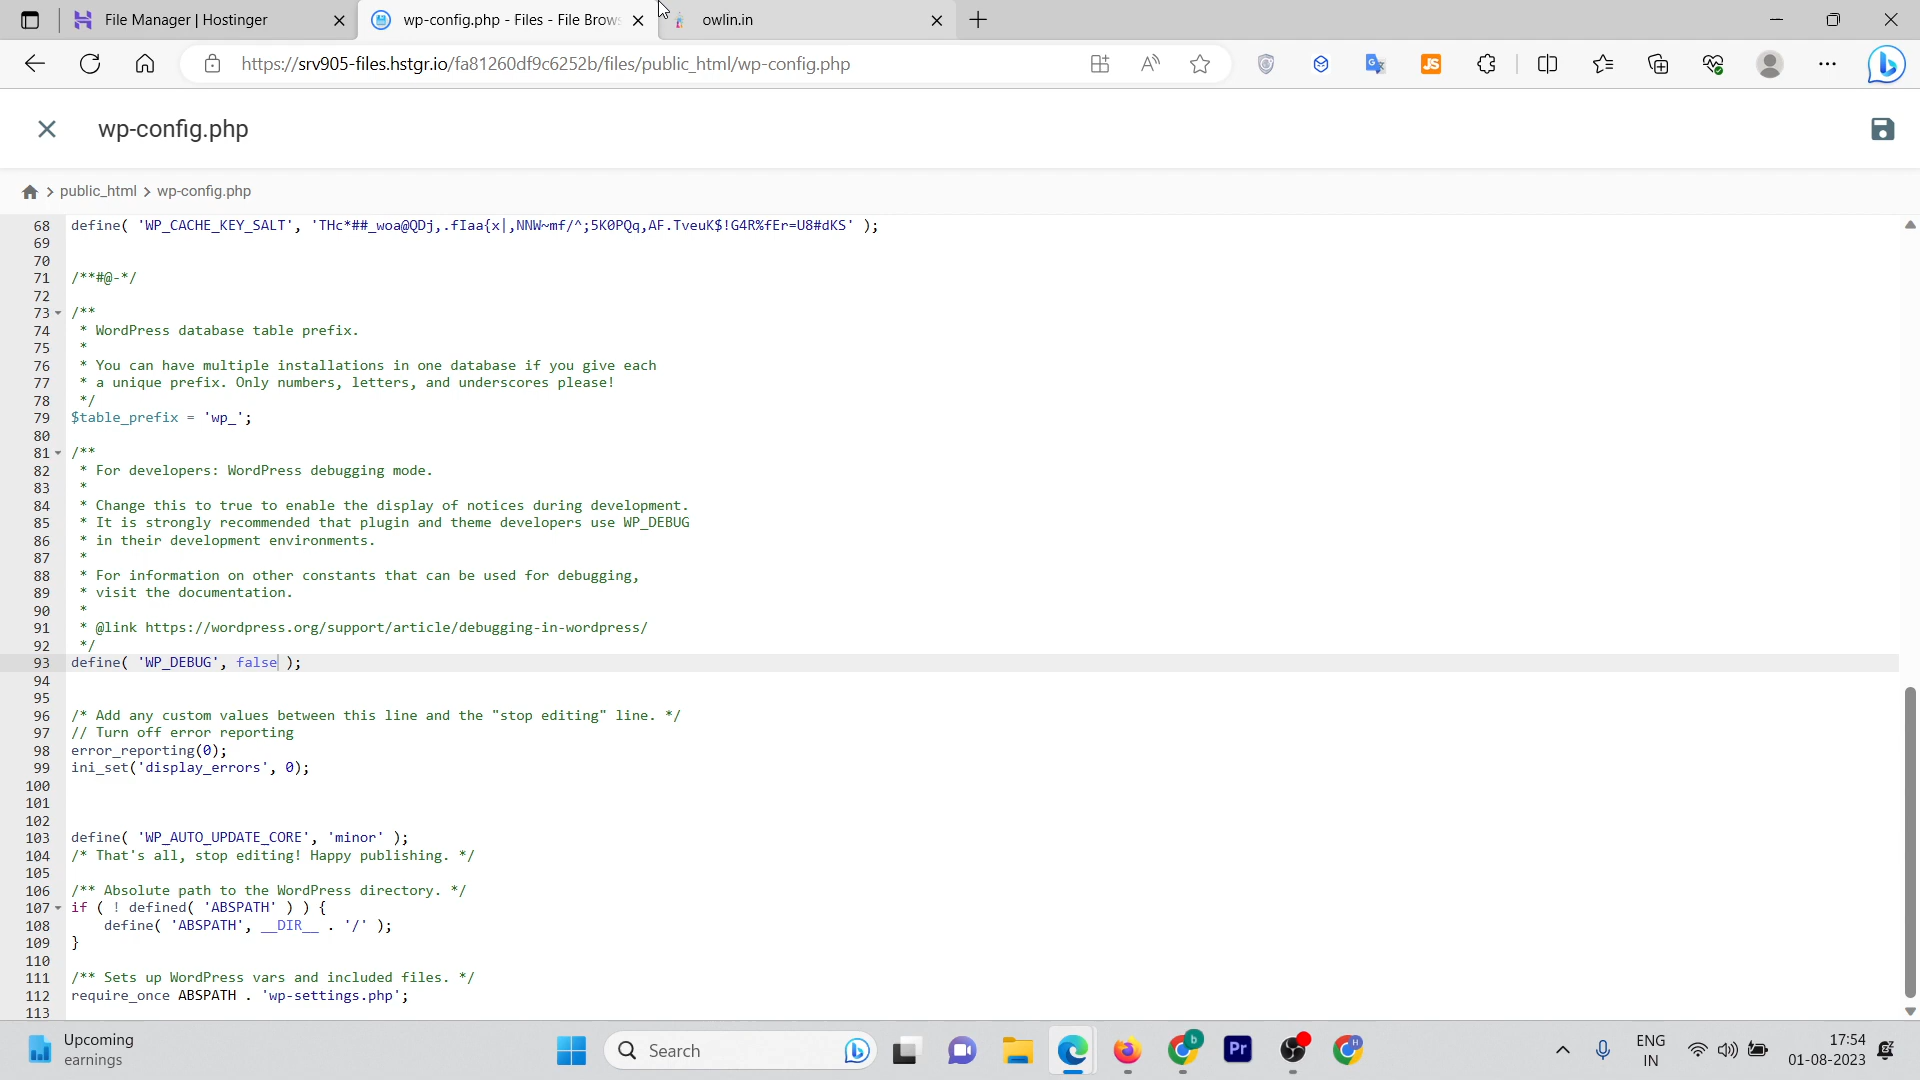 File Manager | Hostinger
wp-config.php - Files - File Brows
owlin.in
https://srv905-files.hstgr.io/fa81260df9c6252b/files/public_html/wp-config.php
wp-config.php
public_html > wp-config.php
68 define( 'WP_CACHE_KEY_SALT', 'THc*##_woa@QDj,.fIaa{x|,NNW~mf/^;5K0PQq,AF.TveuK$!G4R%fEr=U8#dKS' );
69
70
71 /**#@-*/
72
73 /**
74 * WordPress database table prefix.
75 *
76 * You can have multiple installations in one database if you give each
77 * a unique prefix. Only numbers, letters, and underscores please!
78 */
79 $table_prefix = 'wp_';
80
81 /**
82 * For developers: WordPress debugging mode.
83 *
84 * Change this to true to enable the display of notices during development.
85 * It is strongly recommended that plugin and theme developers use WP_DEBUG
86 * in their development environments.
87 *
88 * For information on other constants that can be used for debugging,
89 * visit the documentation.
90 *
91 * @link https://wordpress.org/support/article/debugging-in-wordpress/
92 */
93 define( 'WP_DEBUG', false );
94
95
96 /* Add any custom values between this line and the "stop editing" line. */
97 // Turn off error reporting
98 error_reporting(0);
99 ini_set('display_errors', 0);
100
101
102
103 define( 'WP_AUTO_UPDATE_CORE', 'minor' );
104 /* That's all, stop editing! Happy publishing. */
105
106 /** Absolute path to the WordPress directory. */
107 if ( ! defined( 'ABSPATH' ) ) {
108 define( 'ABSPATH', __DIR__ . '/' );
109 }
110
111 /** Sets up WordPress vars and included files. */
112 require_once ABSPATH . 'wp-settings.php';
113
Upcoming
earnings
Search
ENG
IN
17:54
01-08-2023